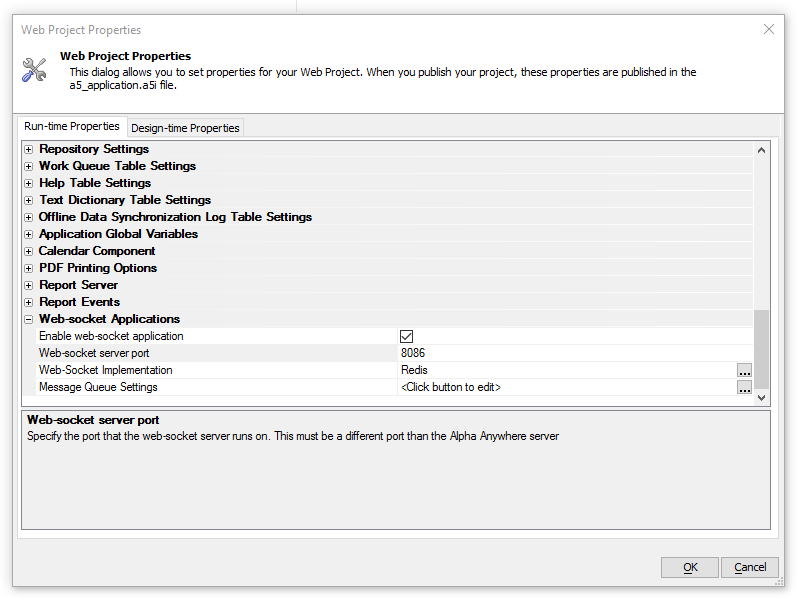 Web Project Properties
Web Project Properties
This dialog allows you to set properties for your Web Project. When you publish your project, these properties are published in the
a5_application.a5i file.
Run-time Properties Design-time Properties
Repository Settings
Work Queue Table Settings
Help Table Settings
Text Dictionary Table Settings
Offline Data Synchronization Log Table Settings
Application Global Variables
Calendar Component
PDF Printing Options
Report Server
Report Events
Web-socket Applications
Enable web-socket application
Web-socket server port 8086
Web-Socket Implementation Redis ...
Message Queue Settings <Click button to edit> ...
Web-socket server port
Specify the port that the web-socket server runs on. This must be a different port than the Alpha Anywhere server
OK Cancel